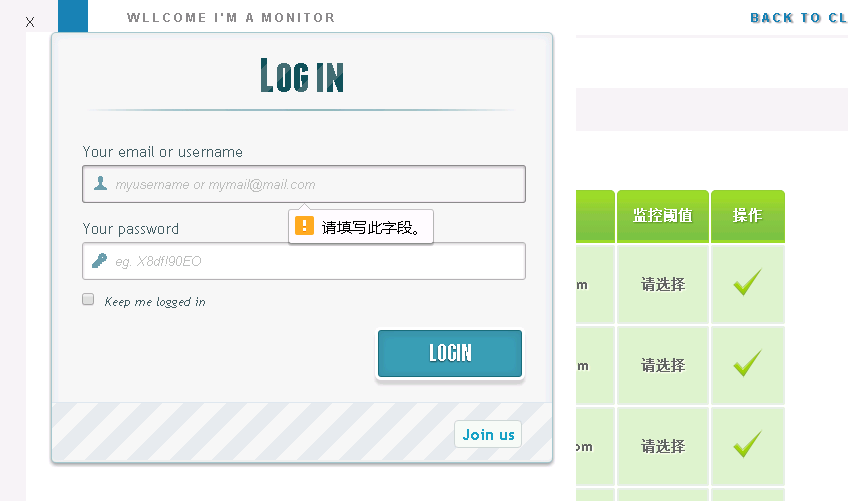 X
WLLCOME I'M A MONITOR
BACK TO CL
LOG IN
Your email or username
myusername or mymail@mail.com
请填写此字段。
Your password
eg. X8df!90EO
Keep me logged in
LOGIN
Join us
监控阈值 操作
m 请选择
m 请选择
om 请选择